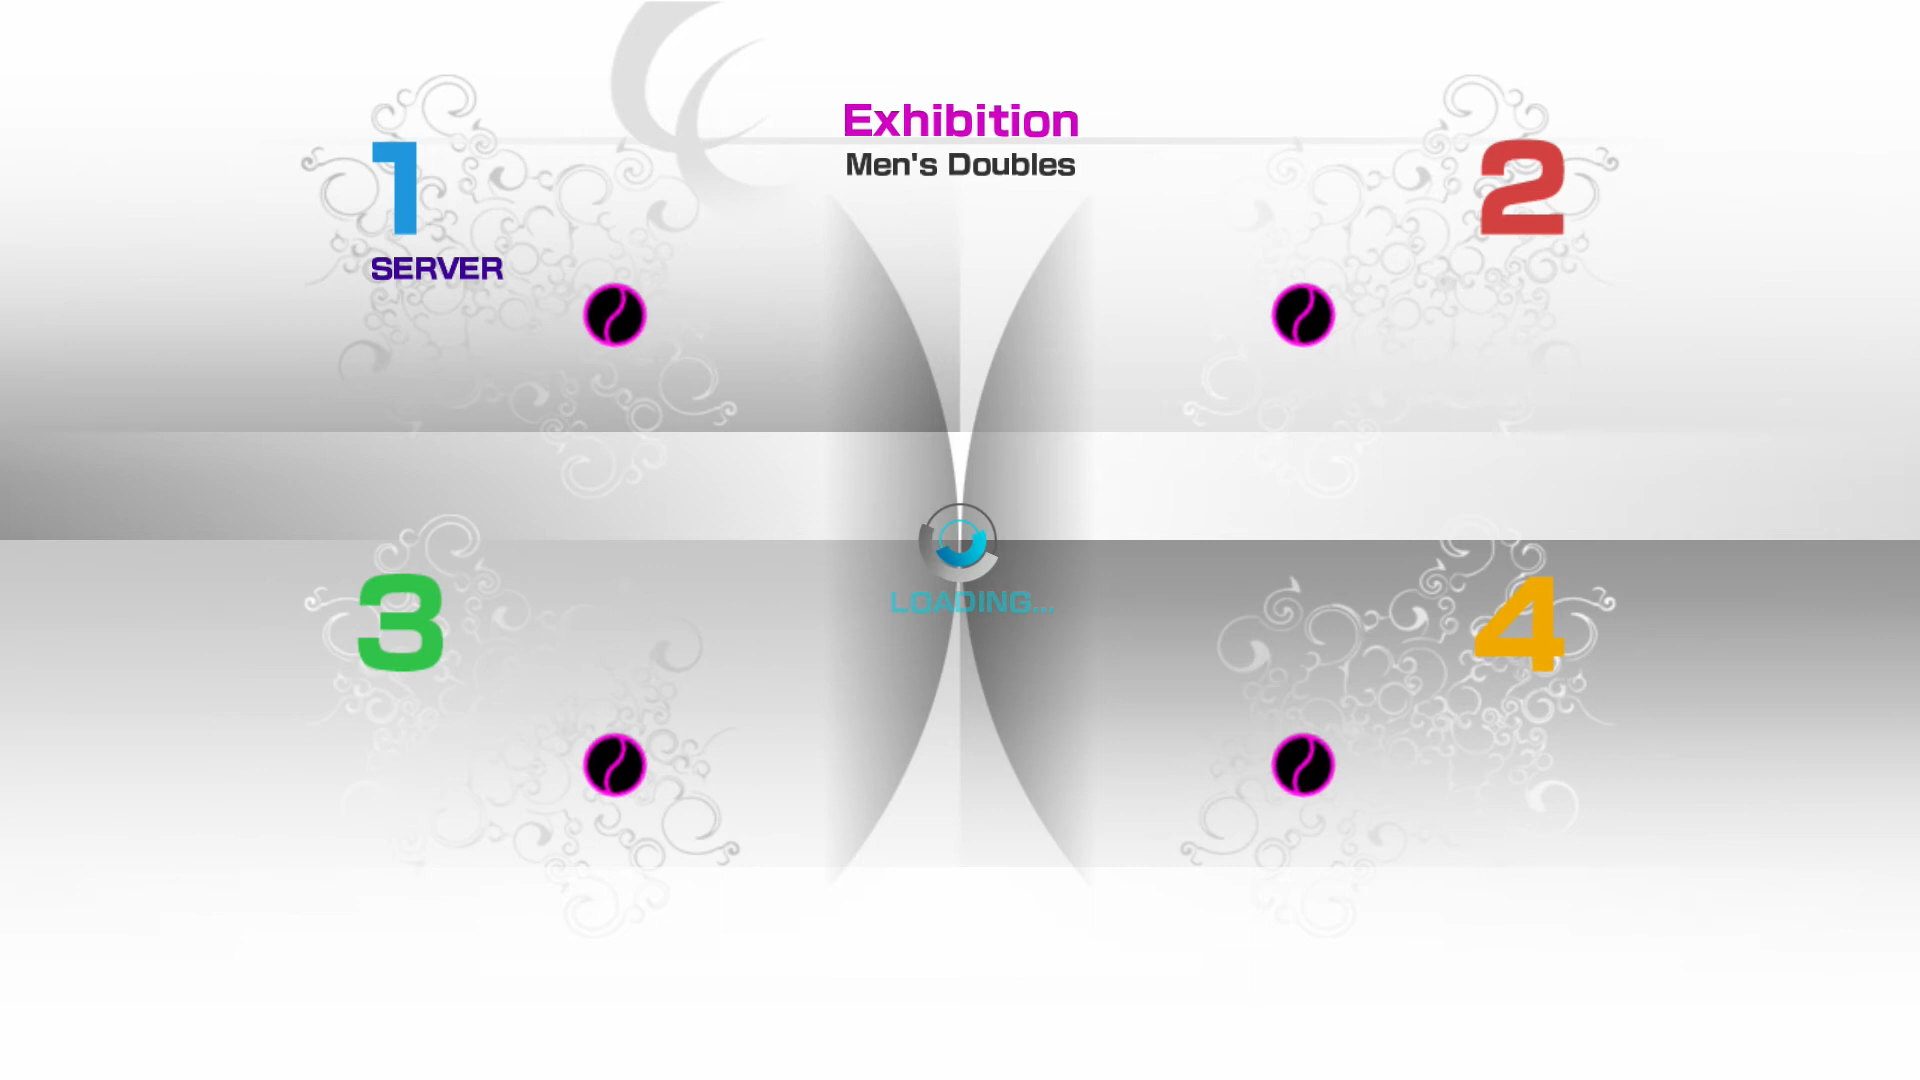 Exhibition
Men's Doubles
1
2
SERVER
LOADING...
3
4